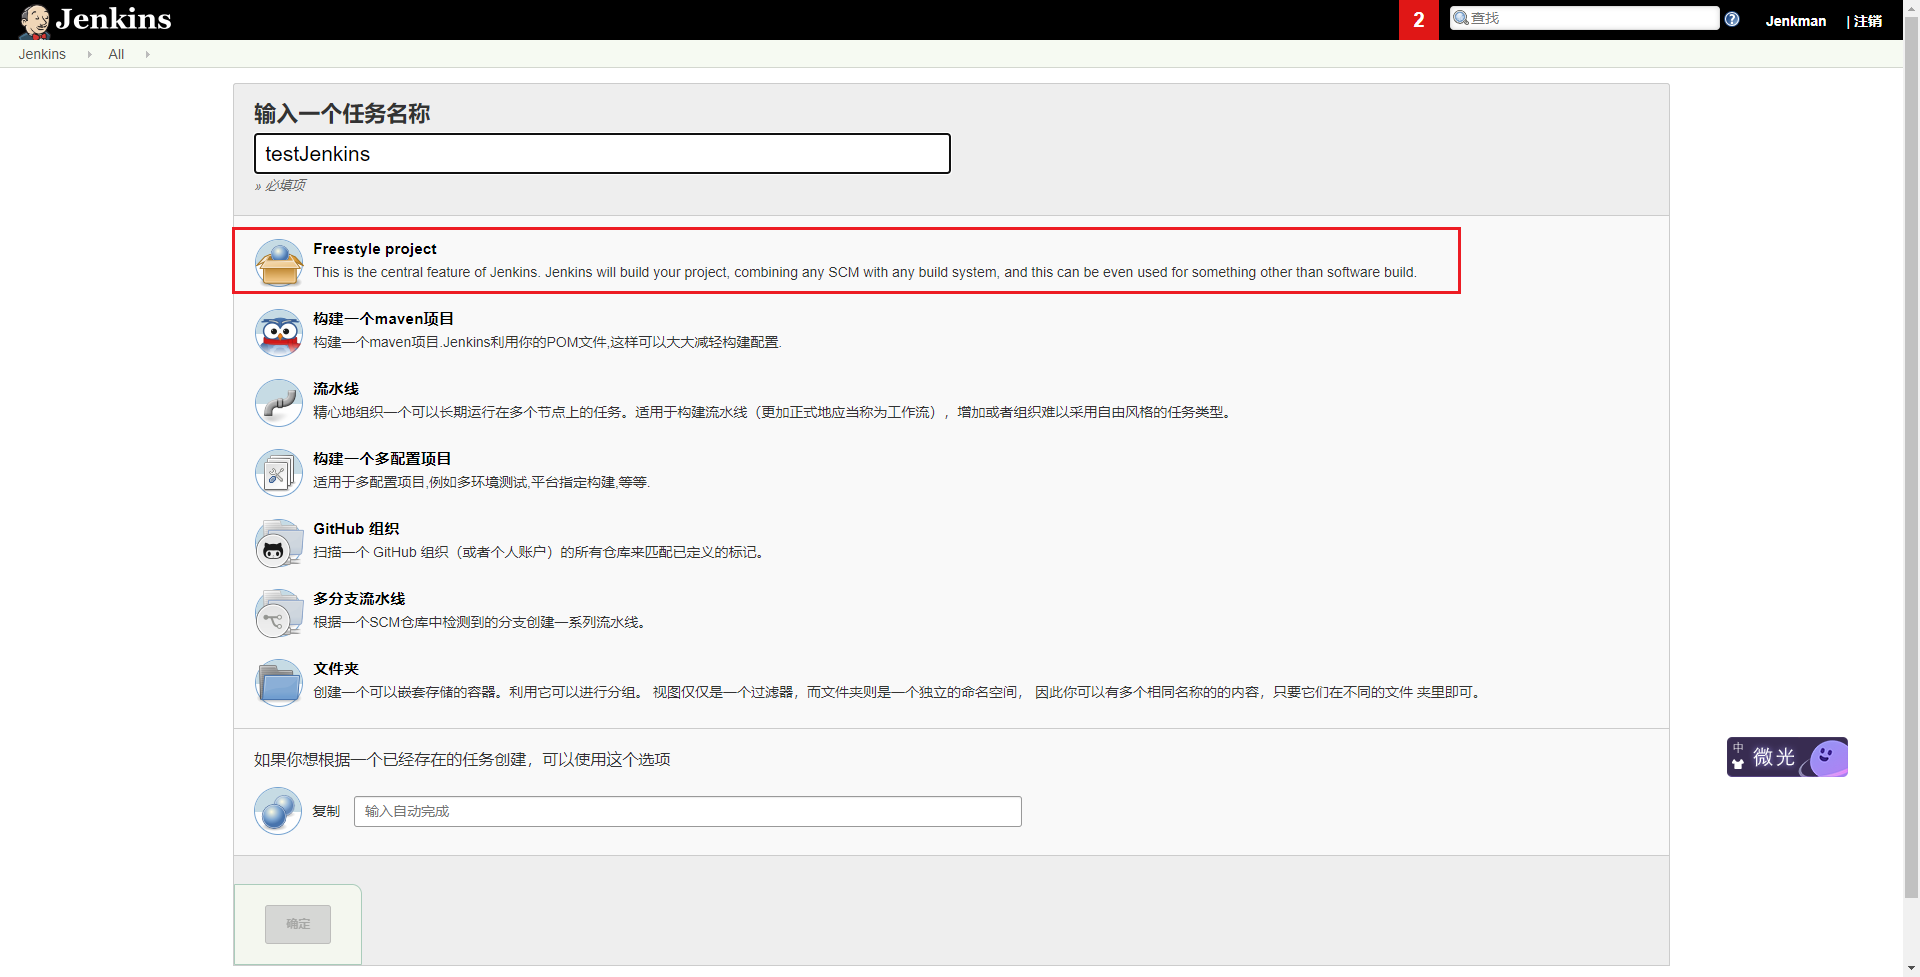 Jenkins
2
查找
Jenkman
| 注销
Jenkins
All
输入一个任务名称
testJenkins
» 必填项
Freestyle project
This is the central feature of Jenkins. Jenkins will build your project, combining any SCM with any build system, and this can be even used for something other than software build.
构建一个maven项目
构建一个maven项目.Jenkins利用你的POM文件,这样可以大大减轻构建配置.
流水线
精心地组织一个可以长期运行在多个节点上的任务。适用于构建流水线（更加正式地应当称为工作流），增加或者组织难以采用自由风格的任务类型。
构建一个多配置项目
适用于多配置项目,例如多环境测试,平台指定构建,等等.
GitHub 组织
扫描一个 GitHub 组织（或者个人账户）的所有仓库来匹配已定义的标记。
多分支流水线
根据一个SCM仓库中检测到的分支创建一系列流水线。
文件夹
创建一个可以嵌套存储的容器。利用它可以进行分组。 视图仅仅是一个过滤器，而文件夹则是一个独立的命名空间， 因此你可以有多个相同名称的的内容，只要它们在不同的文件 夹里即可。
如果你想根据一个已经存在的任务创建，可以使用这个选项
复制
输入自动完成
中
微光
确定